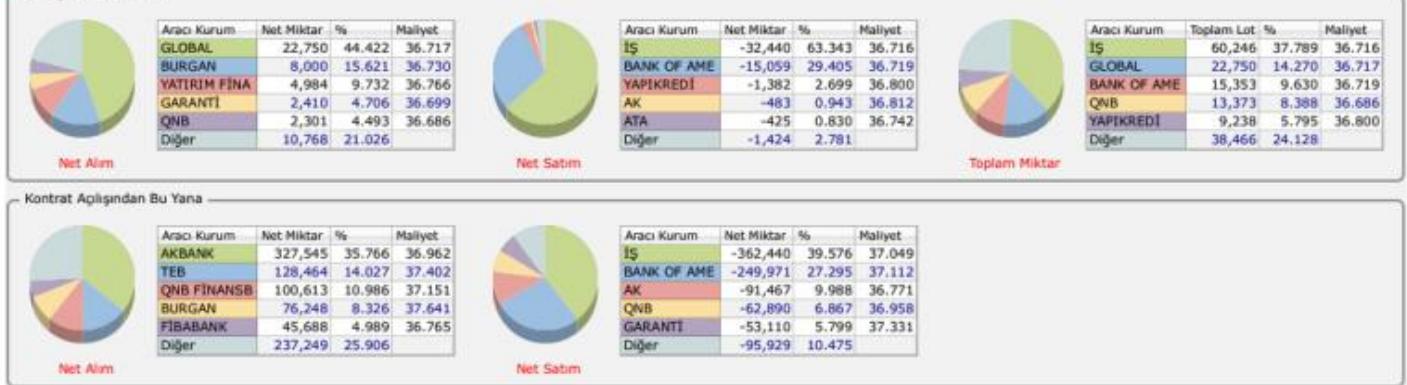 Aracı Kurum Net Miktar % Maliyet
GLOBAL 22,750 44.422 36.717
BURGAN 8,000 15.621 36.730
YATIRIM FİNA 4,984 9.732 36.766
GARANTİ 2,410 4.706 36.699
QNB 2,301 4.493 36.686
Diğer 10,768 21.026
Net Alım
Aracı Kurum Net Miktar % Maliyet
İŞ -32,440 63.343 36.716
BANK OF AME -15,059 29.405 36.719
YAPIKREDİ -1,382 2.699 36.800
AK -483 0.943 36.812
ATA -425 0.830 36.742
Diğer -1,424 2.781
Net Satım
Aracı Kurum Toplam Lot % Maliyet
İŞ 60,246 37.789 36.716
GLOBAL 22,750 14.270 36.717
BANK OF AME 15,353 9.630 36.719
QNB 13,373 8.388 36.686
YAPIKREDİ 9,238 5.795 36.800
Diğer 38,466 24.128
Toplam Miktar
Kontrat Açılışından Bu Yana
Aracı Kurum Net Miktar % Maliyet
AKBANK 327,545 35.766 36.962
TEB 128,464 14.027 37.402
QNB FİNANSB 100,613 10.986 37.151
BURGAN 76,248 8.326 37.641
FİBABANK 45,688 4.989 36.765
Diğer 237,249 25.906
Net Alım
Aracı Kurum Net Miktar % Maliyet
İŞ -362,440 39.576 37.049
BANK OF AME -249,971 27.295 37.112
AK -91,467 9.988 36.771
QNB -62,890 6.867 36.958
GARANTİ -53,110 5.799 37.331
Diğer -95,929 10.475
Net Satım